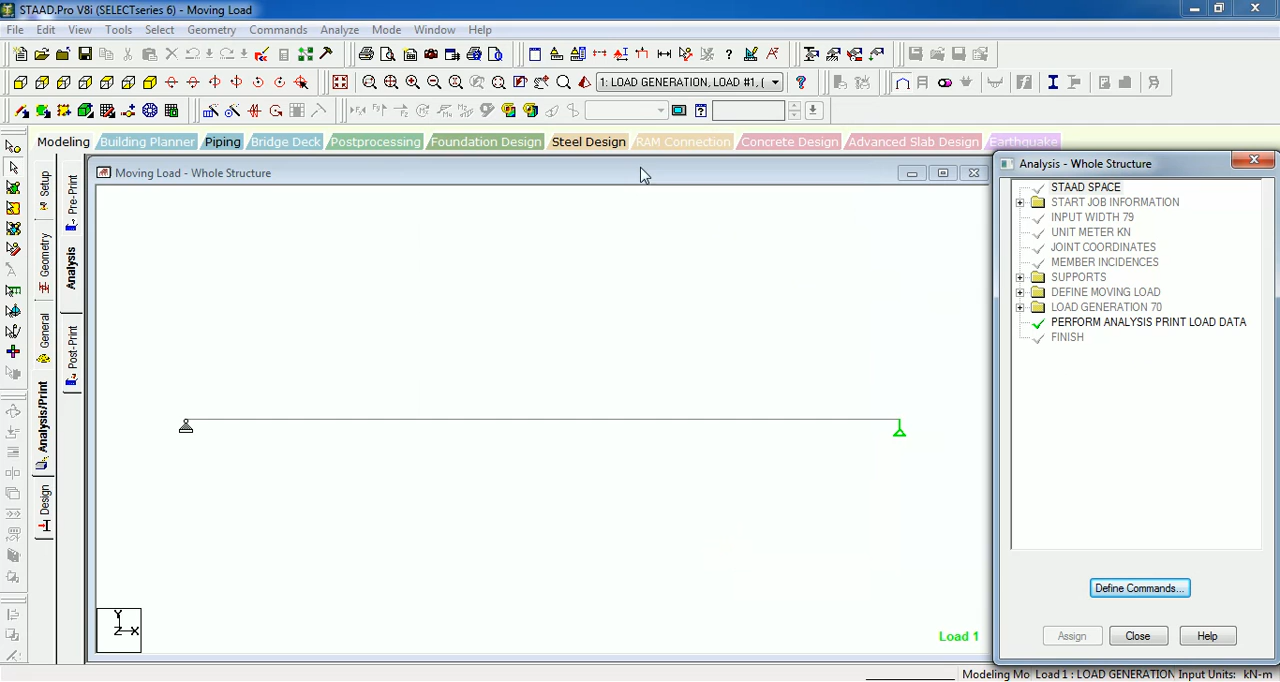 STAAD.Pro V8i (SELECTseries 6) - Moving Load
File Edit View Tools Select Geometry Commands Analyze Mode Window Help
1: LOAD GENERATION, LOAD #1, (
Modeling Building Planner Piping Bridge Deck Postprocessing Foundation Design Steel Design RAM Connection Concrete Design Advanced Slab Design Earthquake
Setup
Geometry
General
Analysis/Print
Design
Pre-Print
Analysis
Post-Print
Moving Load - Whole Structure
Y
Z X
Load 1
Analysis - Whole Structure
STAAD SPACE
START JOB INFORMATION
INPUT WIDTH 79
UNIT METER KN
JOINT COORDINATES
MEMBER INCIDENCES
SUPPORTS
DEFINE MOVING LOAD
LOAD GENERATION 70
PERFORM ANALYSIS PRINT LOAD DATA
FINISH
Define Commands...
Assign Close Help
Modeling Mo Load 1 : LOAD GENERATION Input Units: kN-m